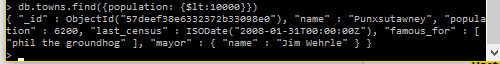 > db.towns.find({population: {$lt:10000}})
{ "_id" : ObjectId("57deef38e6332372b33098e0"), "name" : "Punxsutawney", "popula
tion" : 6200, "last_census" : ISODate("2008-01-31T00:00:00Z"), "famous_for" : [
"phil the groundhog" ], "mayor" : { "name" : "Jim Wehrle" } }
>